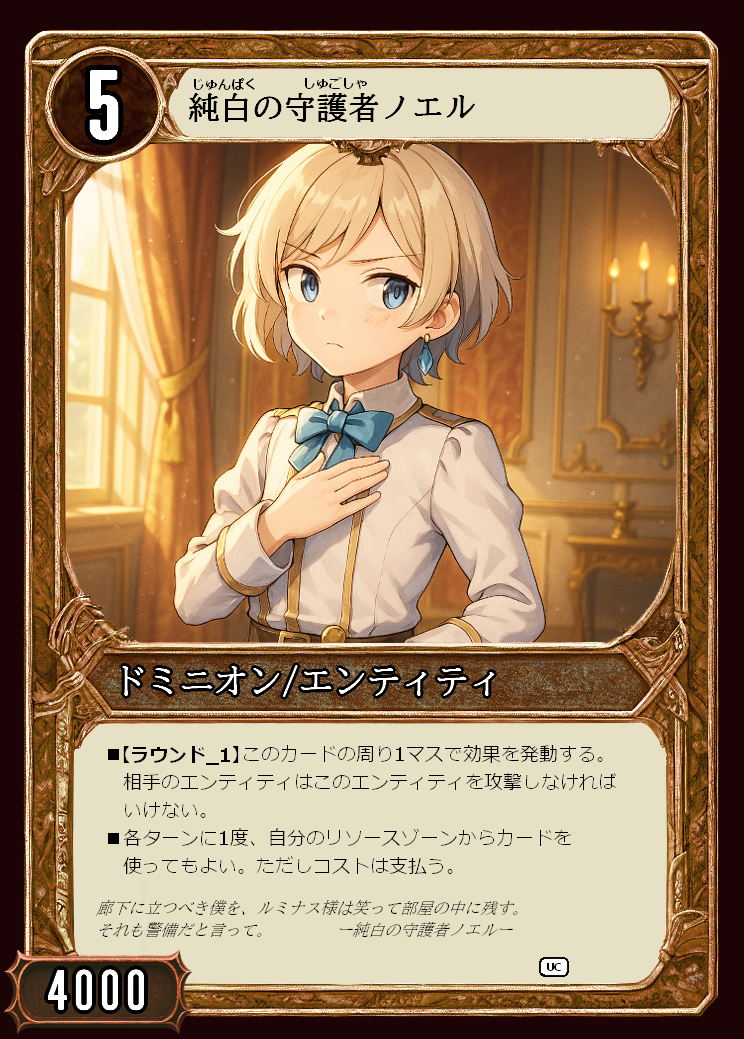 5
じゅんぱく しゅごしゃ
純白の守護者ノエル
ドミニオン/エンティティ
■【ラウンド_1】このカードの周り1マスで効果を発動する。
相手のエンティティはこのエンティティを攻撃しなければ
いけない。
■各ターンに1度、自分のリソースゾーンからカードを
使ってもよい。ただしコストは支払う。
廊下に立つべき僕を、ルミナス様は笑って部屋の中に残す。
それも警備だと言って。 ー純白の守護者ノエルー
UC
4000